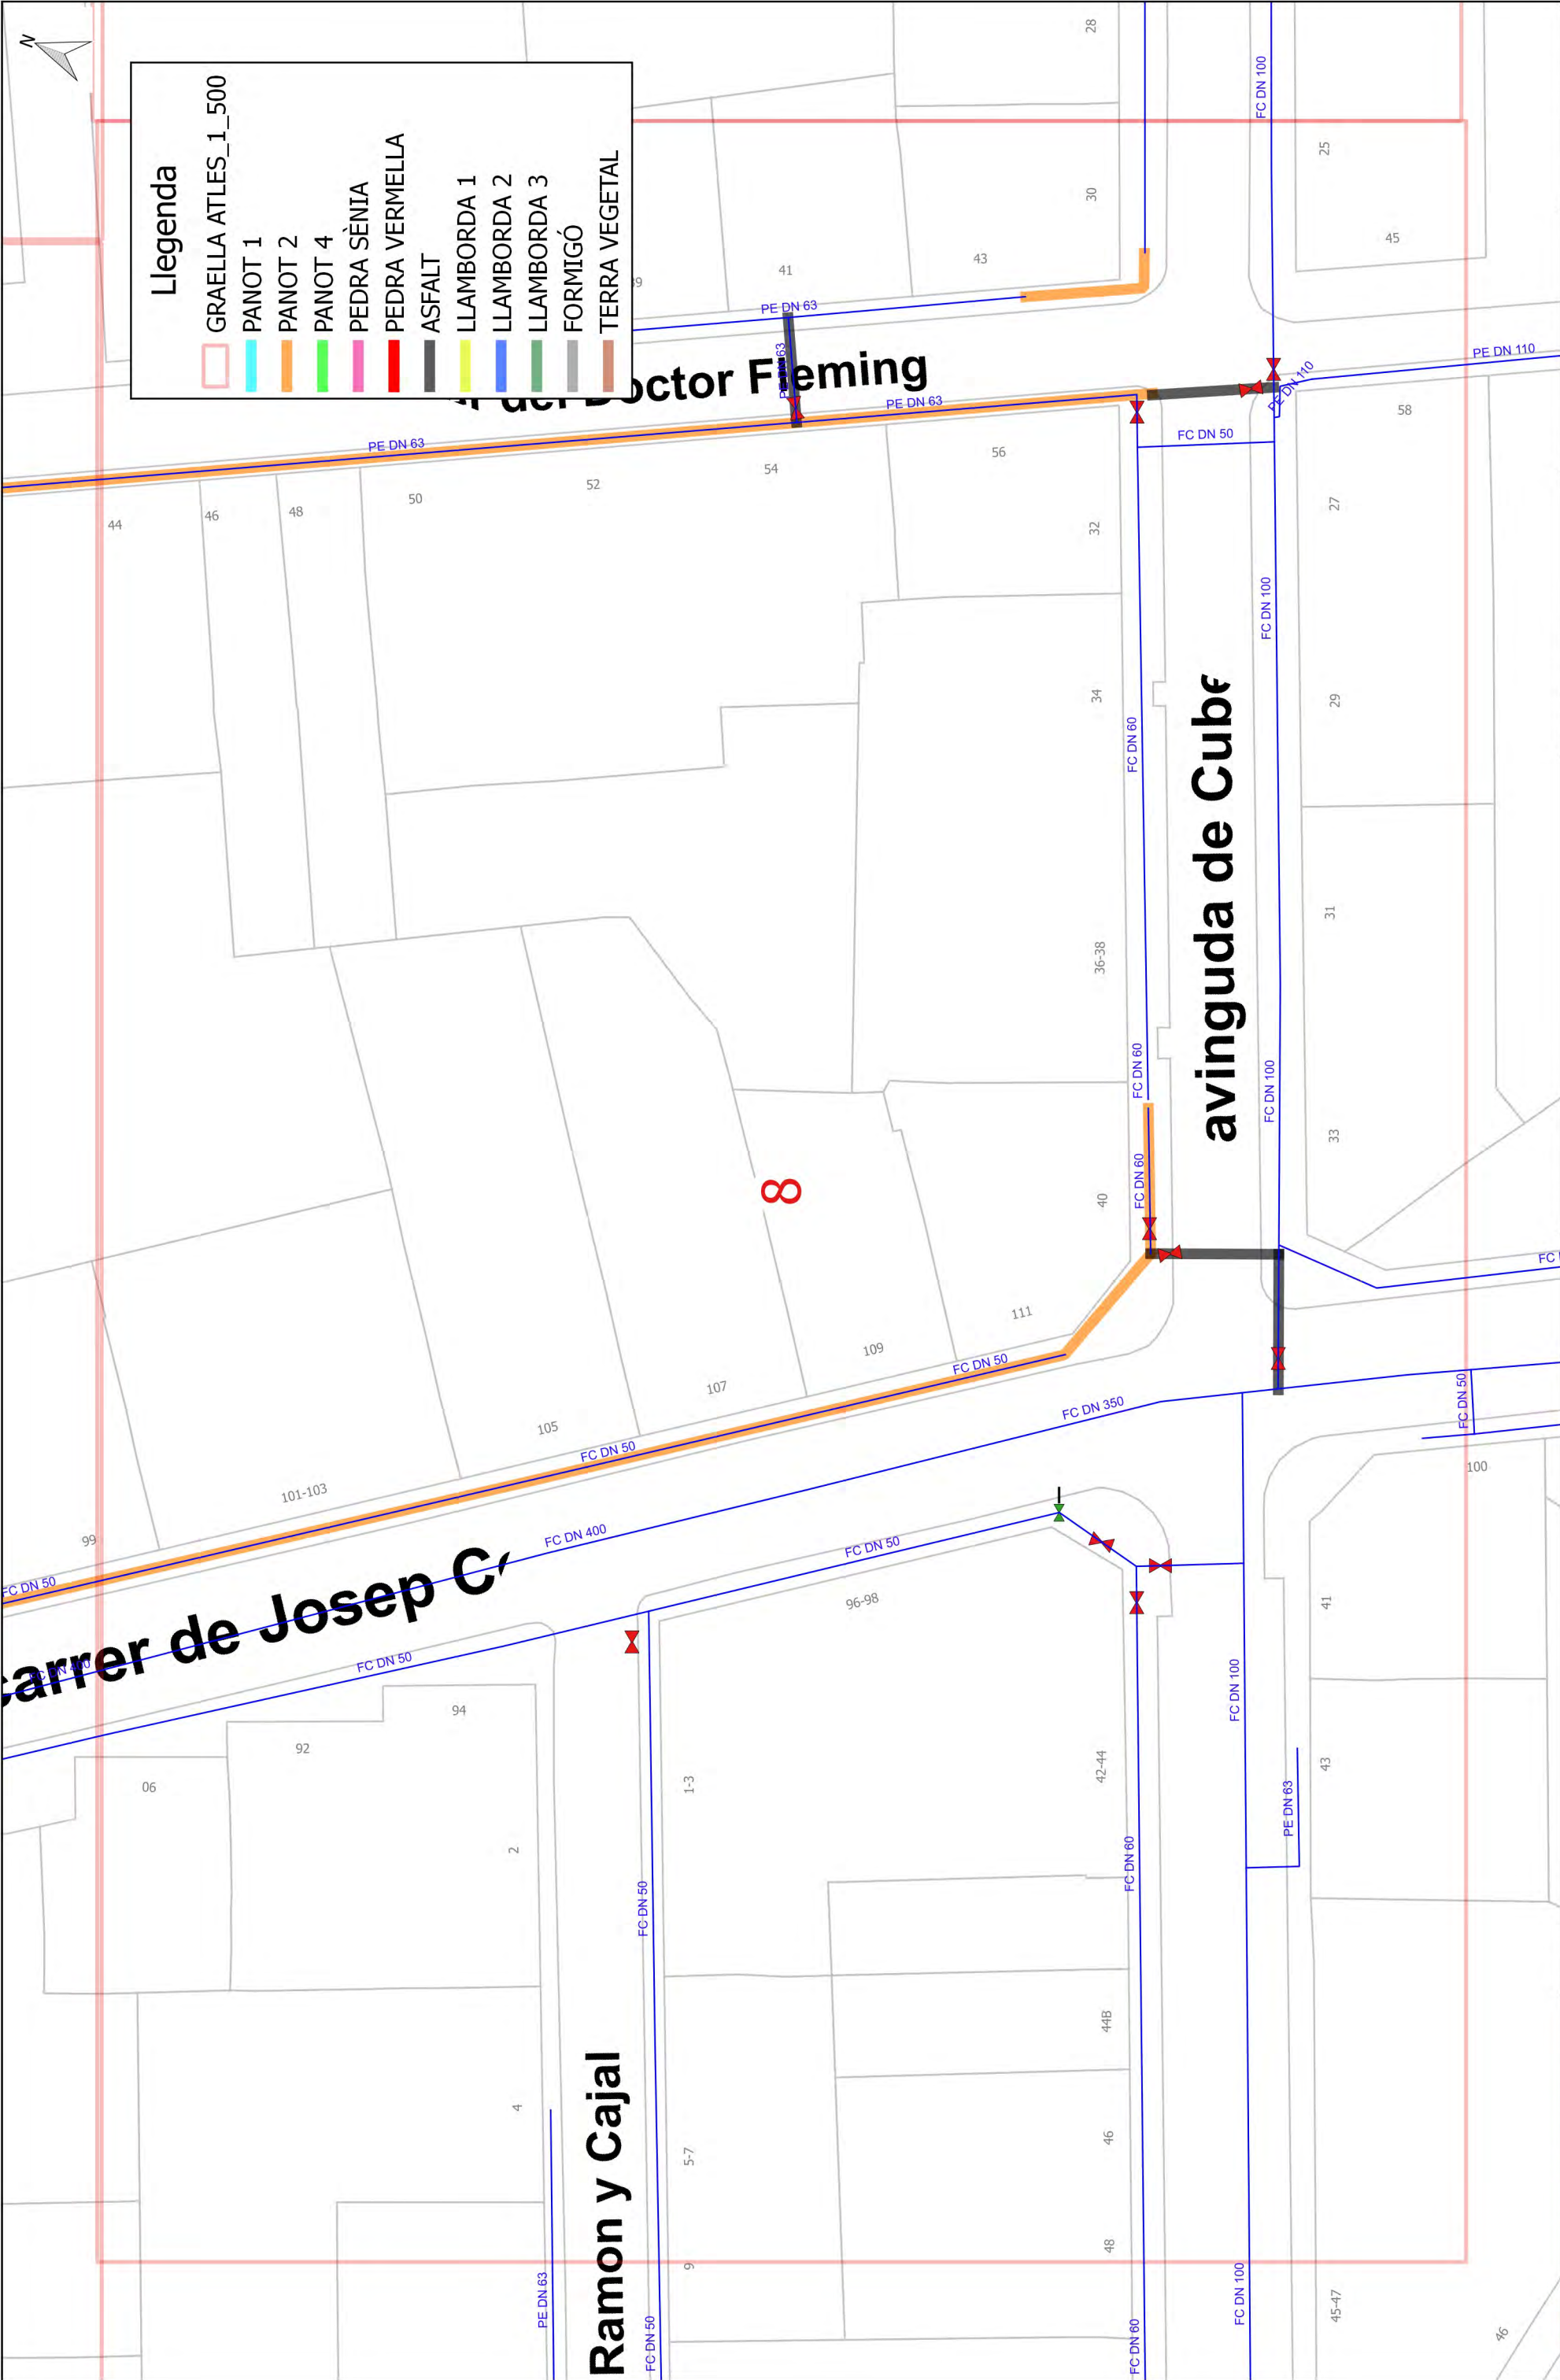 N
Llegenda
GRAELLA ATLES_1_500
PANOT 1
PANOT 2
PANOT 4
PEDRA SÈNIA
PEDRA VERMELLA
ASFALT
LLAMBORDA 1
LLAMBORDA 2
LLAMBORDA 3
FORMIGÓ
TERRA VEGETAL
Doctor Fleming
avinguda de Cube
carrer de Josep
Ramon y Cajal
8
28
30
25
45
41
43
PE DN 63
PE DN 63
PE DN 63
FC DN 100
PE DN 110
PE DN 110
FC DN 50
58
56
54
52
50
48
46
44
32
27
34
29
FC DN 60
FC DN 100
36-38
31
FC DN 60
FC DN 100
33
FC DN 60
40
111
109
107
105
101-103
99
FC DN 50
FC DN 50
FC DN 50
FC DN 350
FC DN 400
FC DN 400
FC DN 50
FC DN 50
FC DN 50
FC
100
96-98
94
92
06
2
4
1-3
5-7
9
42-44
44B
46
48
41
43
45-47
46
FC DN 100
PE DN 63
FC DN 60
FC DN 50
PE DN 63
FC DN 50
FC DN 60
FC DN 100